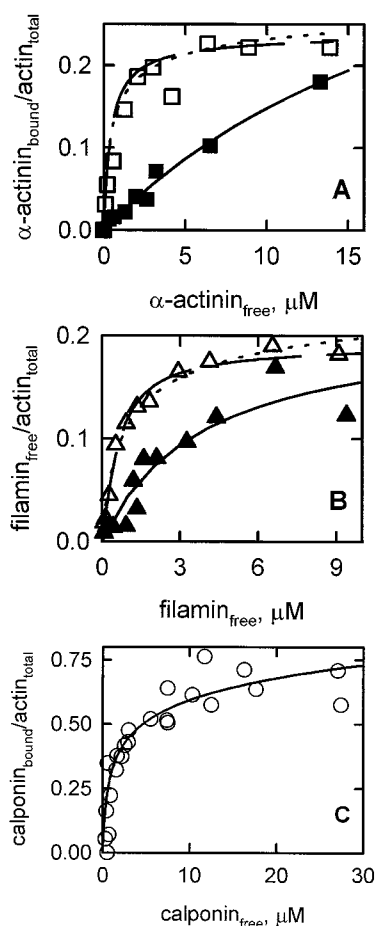 α-actinin_bound/actin_total
0.2
0.1
0.0
A
0 5 10 15
α-actinin_free, μM
filamin_free/actin_total
0.2
0.1
0.0
B
0 3 6 9
filamin_free, μM
calponin_bound/actin_total
0.75
0.50
0.25
0.00
C
0 10 20 30
calponin_free, μM